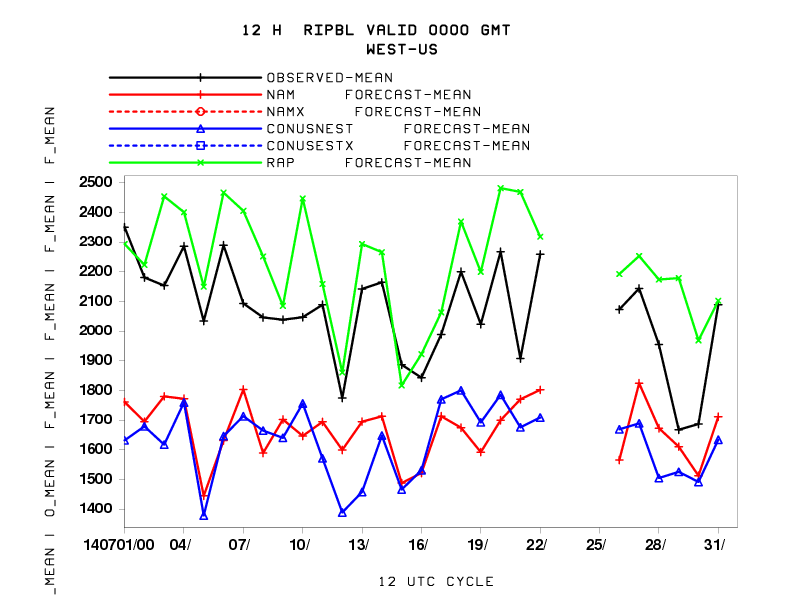 12 H  RIPBL VALID 0000 GMT
WEST-US
OBSERVED-MEAN
NAM     FORECAST-MEAN
NAMX     FORECAST-MEAN
CONUSNEST     FORECAST-MEAN
CONUSESTX     FORECAST-MEAN
RAP     FORECAST-MEAN
_MEAN | O_MEAN | F_MEAN | F_MEAN | F_MEAN | F_MEAN
2500
2400
2300
2200
2100
2000
1900
1800
1700
1600
1500
1400
140701/00 04/ 07/ 10/ 13/ 16/ 19/ 22/ 25/ 28/ 31/
12 UTC CYCLE